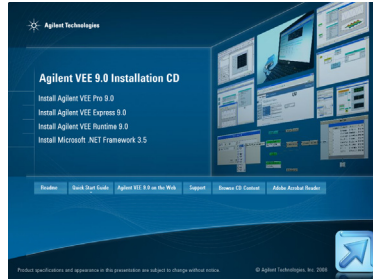 Agilent Technologies
Agilent VEE 9.0 Installation CD
Install Agilent VEE Pro 9.0
Install Agilent VEE Express 9.0
Install Agilent VEE Runtime 9.0
Install Microsoft .NET Framework 3.5
Readme Quick Start Guide Agilent VEE 9.0 on the Web Support Browse CD Content Adobe Acrobat Reader
Product specifications and appearance in this presentation are subject to change without notice. © Agilent Technologies, Inc. 2008